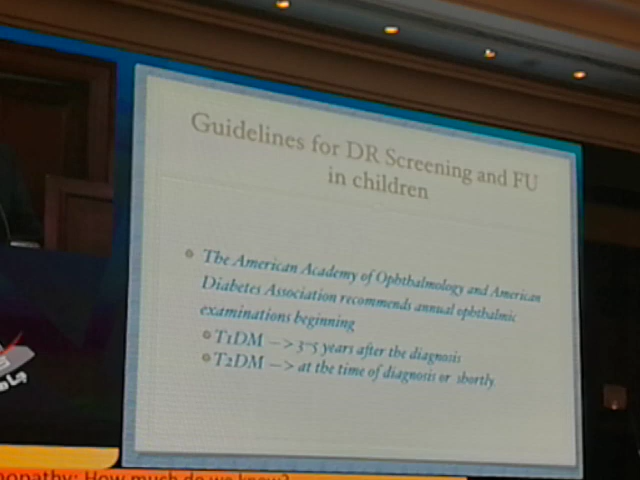 Guidelines for DR Screening and FU
in children
The American Academy of Ophthalmology and American
Diabetes Association recommends annual ophthalmic
examinations beginning
T1DM —> 3-5 years after the diagnosis
T2DM —> at the time of diagnosis or shortly
nopathy: How much do we know?